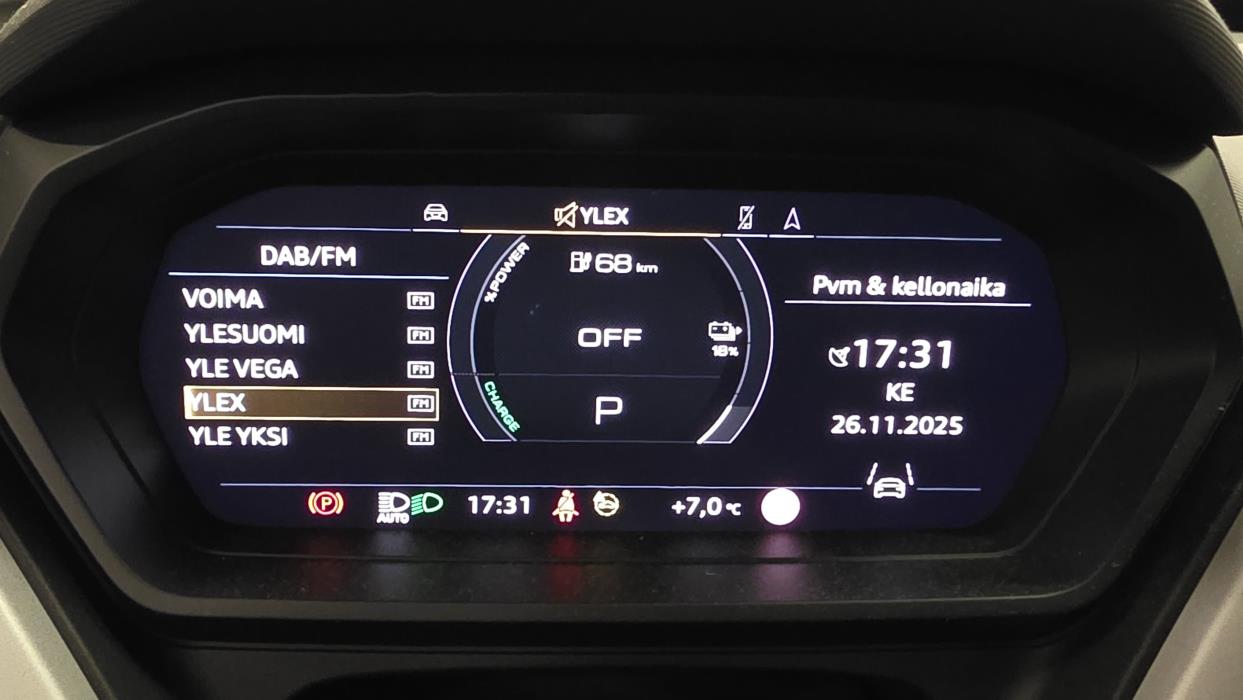 YLEX
DAB/FM
VOIMA FM
YLESUOMI FM
YLE VEGA FM
YLEX FM
YLE YKSI FM
% POWER
68 km
OFF
18%
CHARGE
P
Pvm & kellonaika
17:31
KE
26.11.2025
P
AUTO
17:31
+7,0 °C